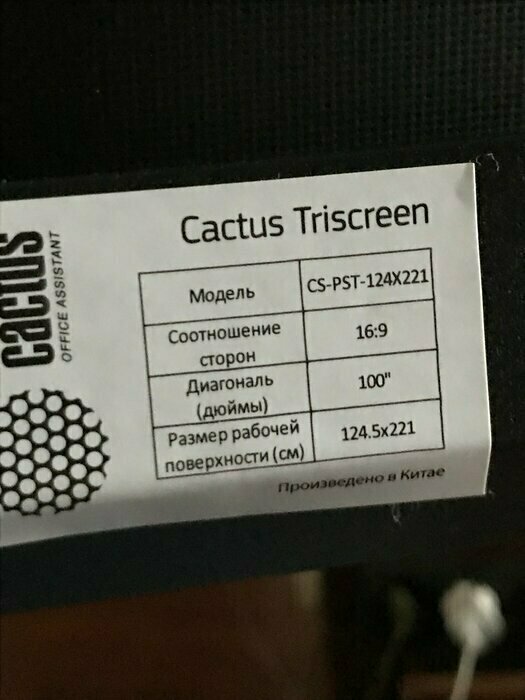 cactus
OFFICE ASSISTANT
Cactus Triscreen
Модель CS-PST-124X221
Соотношение
сторон 16:9
Диагональ
(дюймы) 100"
Размер рабочей
поверхности (см) 124.5x221
Произведено в Китае